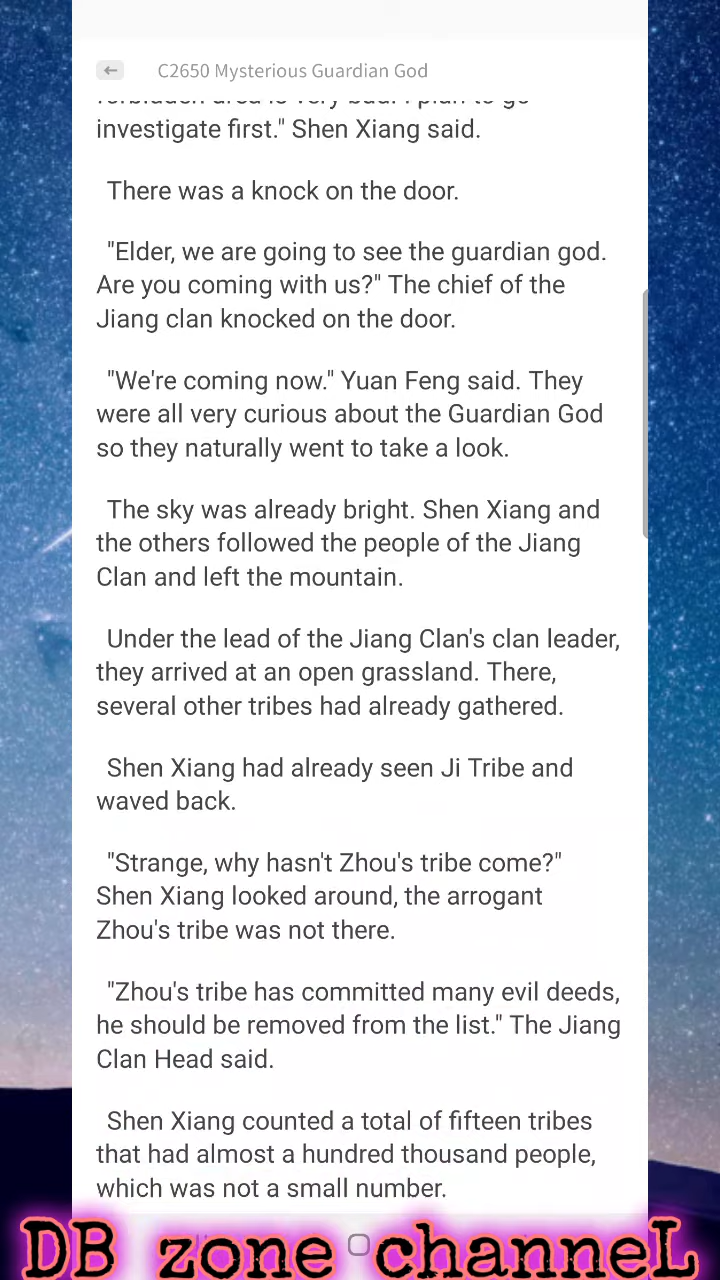 C2650 Mysterious Guardian God
forbidden area is very bad. I plan to go
investigate first." Shen Xiang said.
There was a knock on the door.
"Elder, we are going to see the guardian god.
Are you coming with us?" The chief of the
Jiang clan knocked on the door.
"We're coming now." Yuan Feng said. They
were all very curious about the Guardian God
so they naturally went to take a look.
The sky was already bright. Shen Xiang and
the others followed the people of the Jiang
Clan and left the mountain.
Under the lead of the Jiang Clan's clan leader,
they arrived at an open grassland. There,
several other tribes had already gathered.
Shen Xiang had already seen Ji Tribe and
waved back.
"Strange, why hasn't Zhou's tribe come?"
Shen Xiang looked around, the arrogant
Zhou's tribe was not there.
"Zhou's tribe has committed many evil deeds,
he should be removed from the list." The Jiang
Clan Head said.
Shen Xiang counted a total of fifteen tribes
that had almost a hundred thousand people,
which was not a small number.
DB zone channeL